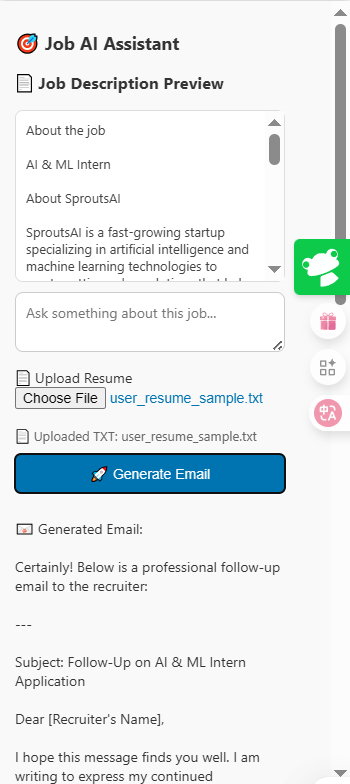 🎯 Job AI Assistant
📄 Job Description Preview
About the job
AI & ML Intern
About SproutsAI
SproutsAI is a fast-growing startup
specializing in artificial intelligence and
machine learning technologies to
Ask something about this job...
📄 Upload Resume
Choose File user_resume_sample.txt
📄 Uploaded TXT: user_resume_sample.txt
🚀 Generate Email
📧 Generated Email:
Certainly! Below is a professional follow-up
email to the recruiter:
---
Subject: Follow-Up on AI & ML Intern
Application
Dear [Recruiter's Name],
I hope this message finds you well. I am
writing to express my continued